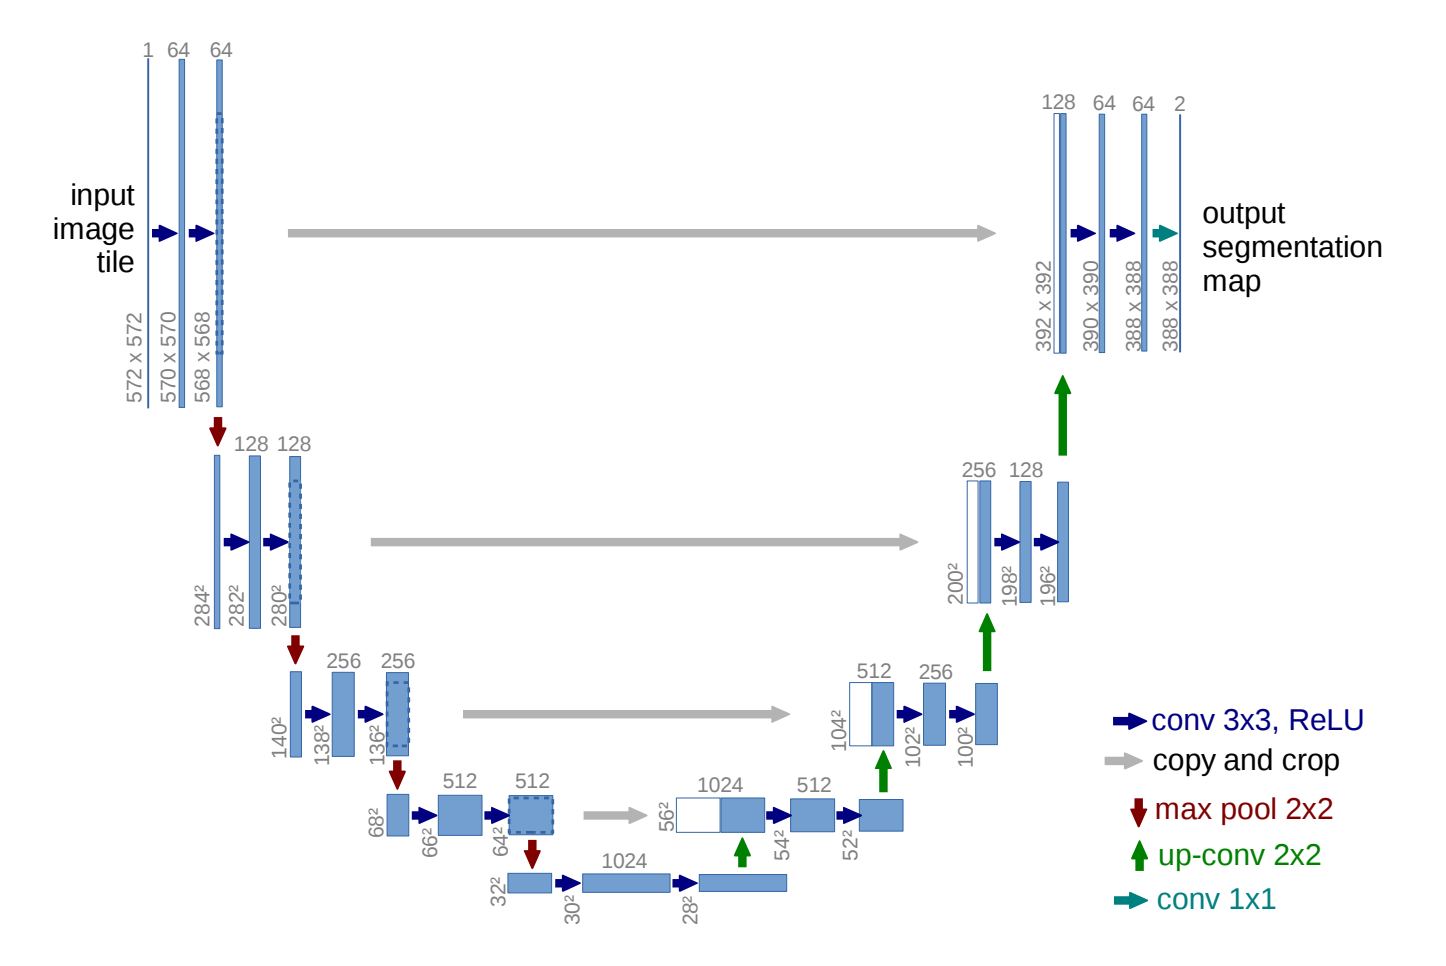 1 64 64
input
image
tile
572 x 572
570 x 570
568 x 568
128 64 64 2
output
segmentation
map
392 x 392
390 x 390
388 x 388
388 x 388
128 128
284²
282²
280²
256 128
200²
198²
196²
256 256
140²
138²
136²
512 256
104²
102²
100²
512 512
68²
66²
64²
1024 512
56²
54²
52²
1024
32²
30²
28²
conv 3x3, ReLU
copy and crop
max pool 2x2
up-conv 2x2
conv 1x1